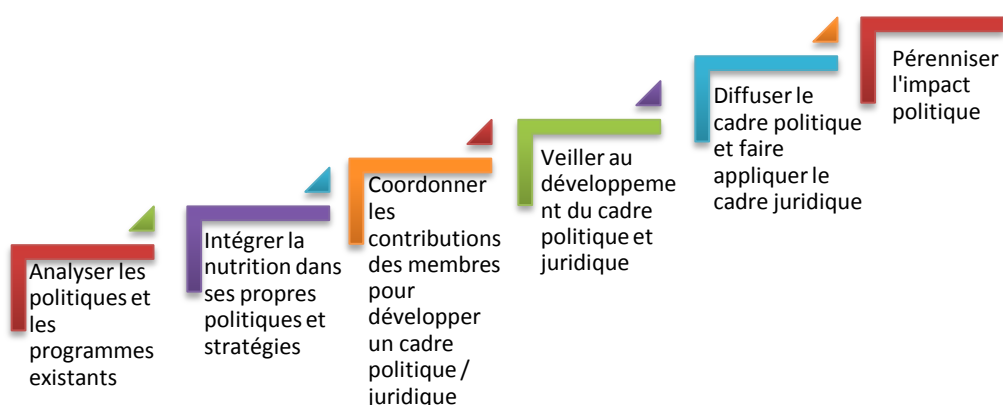 Analyser les
politiques et
les
programmes
existants
Intégrer la
nutrition dans
ses propres
politiques et
stratégies
Coordonner
les
contributions
des membres
pour
développer
un cadre
politique /
juridique
Veiller au
développeme
nt du cadre
politique et
juridique
Diffuser le
cadre politique
et faire
appliquer le
cadre juridique
Pérenniser
l'impact
politique